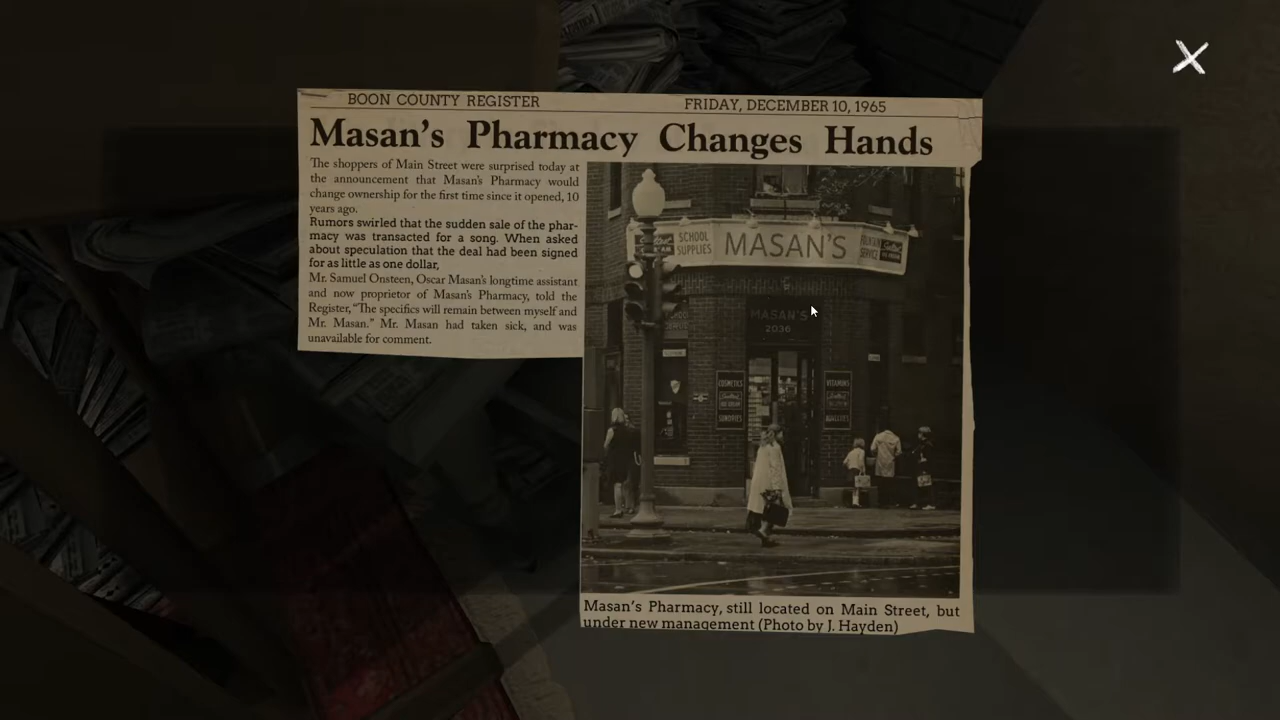 BOON COUNTY REGISTER FRIDAY, DECEMBER 10, 1965
Masan's Pharmacy Changes Hands
The shoppers of Main Street were surprised today at
the announcement that Masan's Pharmacy would
change ownership for the first time since it opened, 10
years ago.
Rumors swirled that the sudden sale of the phar-
macy was transacted for a song. When asked
about speculation that the deal had been signed
for as little as one dollar,
Mr. Samuel Onsteen, Oscar Masan's longtime assistant
and now proprietor of Masan's Pharmacy, told the
Register, "The specifics will remain between myself and
Mr. Masan." Mr. Masan had taken sick, and was
unavailable for comment.
SCHOOL
SUPPLIES
MASAN'S
FOUNTAIN
SERVICE
MASAN'S
2036
COSMETICS
SUNDRIES
VITAMINS
Masan's Pharmacy, still located on Main Street, but
under new management (Photo by J. Hayden)